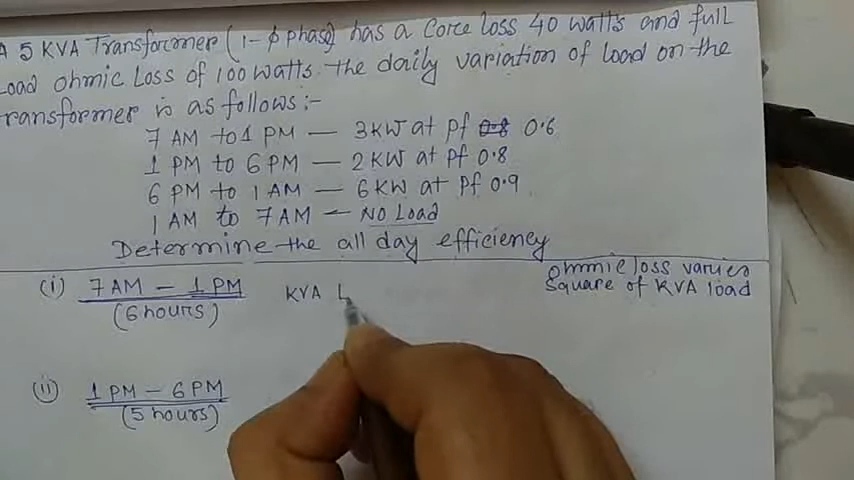 A 5 KVA Transformer (1-ϕ phase) has a Core loss 40 watts and full
Load ohmic Loss of 100 watts. the daily variation of load on the
transformer is as follows:-
7 AM to 1 PM — 3 KW at Pf 0.8 0.6
1 PM to 6 PM — 2 KW at Pf 0.8
6 PM to 1 AM — 6 KW at Pf 0.9
1 AM to 7 AM — No Load
Determine the all day efficiency
ohmic loss varies
Square of KVA load
(i) 7 AM — 1 PM KVA L
(6 hours)
(ii) 1 PM — 6 PM
(5 hours)